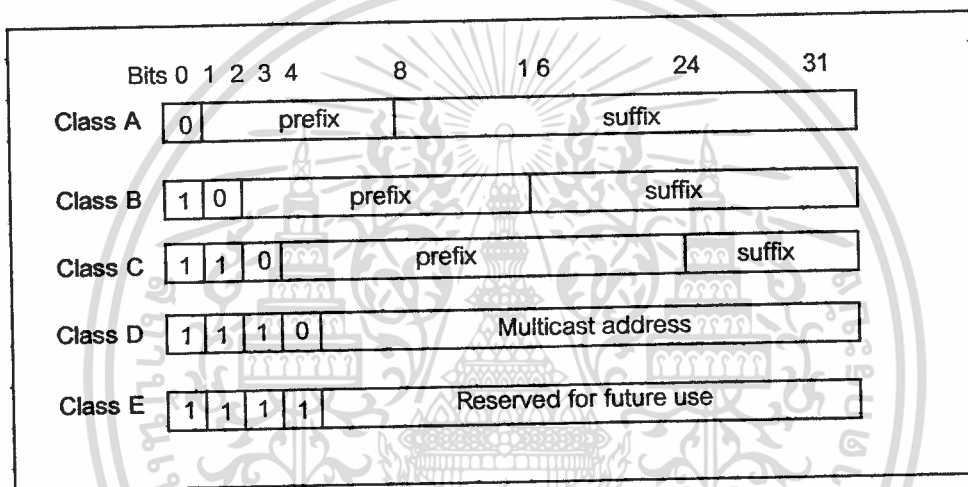 Bits 0 1 2 3 4 8 16 24 31
Class A 0 prefix suffix
Class B 1 0 prefix suffix
Class C 1 1 0 prefix suffix
Class D 1 1 1 0 Multicast address
Class E 1 1 1 1 Reserved for future use